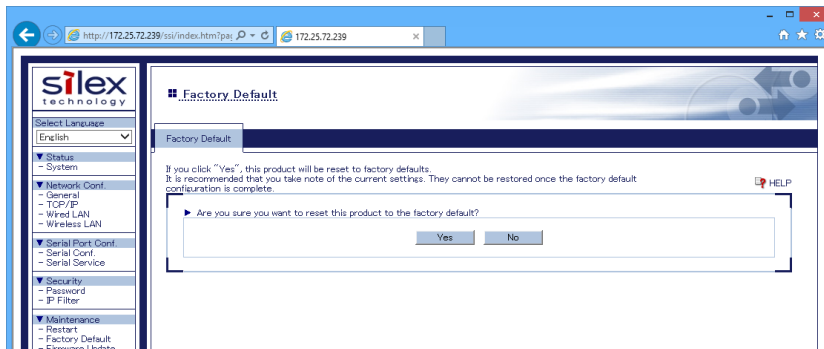 http://172.25.72.239/ssi/index.htm?pag
172.25.72.239
silex
technology
Select Language
English
▼ Status
- System
▼ Network Conf.
- General
- TCP/IP
- Wired LAN
- Wireless LAN
▼ Serial Port Conf.
- Serial Conf.
- Serial Service
▼ Security
- Password
- IP Filter
▼ Maintenance
- Restart
- Factory Default
- Firmware Update
Factory Default
Factory Default
If you click "Yes", this product will be reset to factory defaults.
It is recommended that you take note of the current settings. They cannot be restored once the factory default
configuration is complete.
HELP
▶ Are you sure you want to reset this product to the factory default?
Yes No